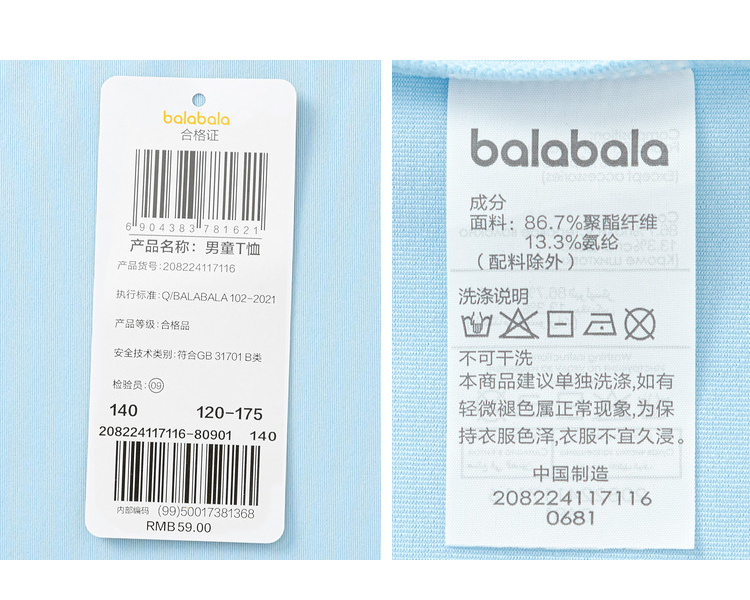 balabala
合格证
6 904383 781621
产品名称：男童T恤
产品货号：208224117116
执行标准：Q/BALABALA 102-2021
产品等级：合格品
安全技术类别：符合GB 31701 B类
检验员：09
140 120-175
208224117116-80901 140
内部编码 (99)50017381368
RMB59.00
balabala
成分
面料：86.7%聚酯纤维
13.3%氨纶
（配料除外）
洗涤说明
不可干洗
本商品建议单独洗涤,如有
轻微褪色属正常现象,为保
持衣服色泽,衣服不宜久浸。
中国制造
208224117116
0681